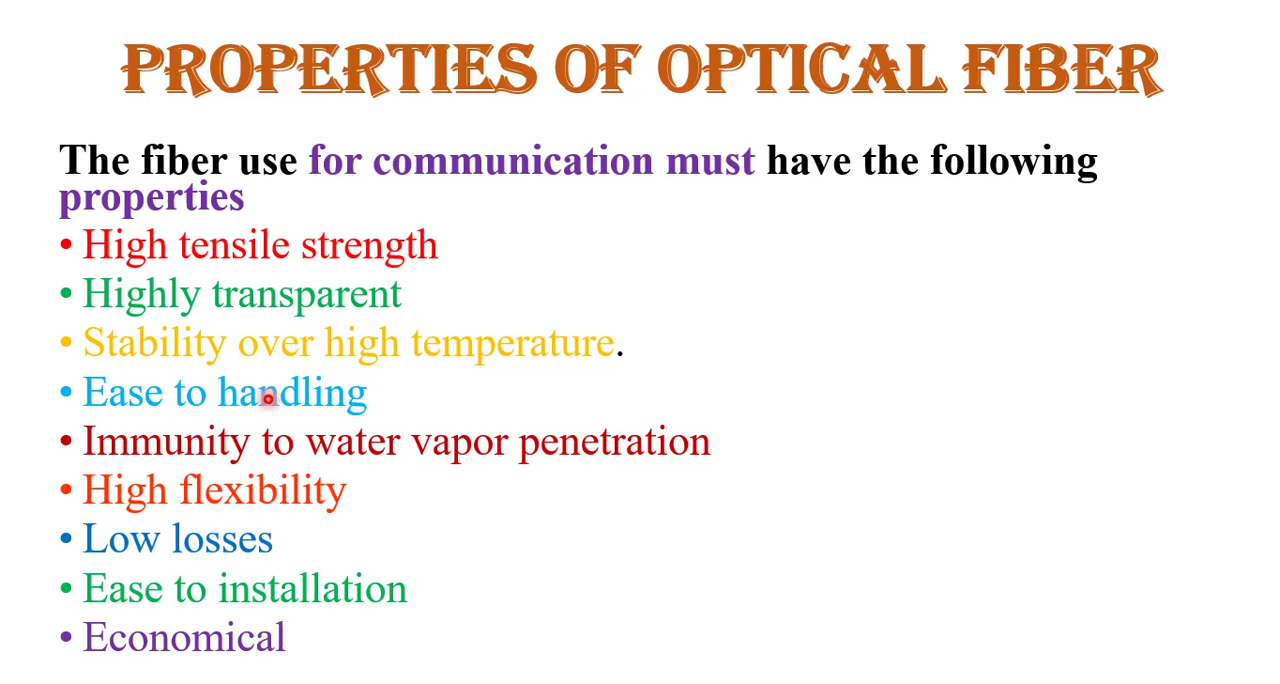 PROPERTIES OF OPTICAL FIBER
The fiber use for communication must have the following
properties
• High tensile strength
• Highly transparent
• Stability over high temperature.
• Ease to handling
• Immunity to water vapor penetration
• High flexibility
• Low losses
• Ease to installation
• Economical